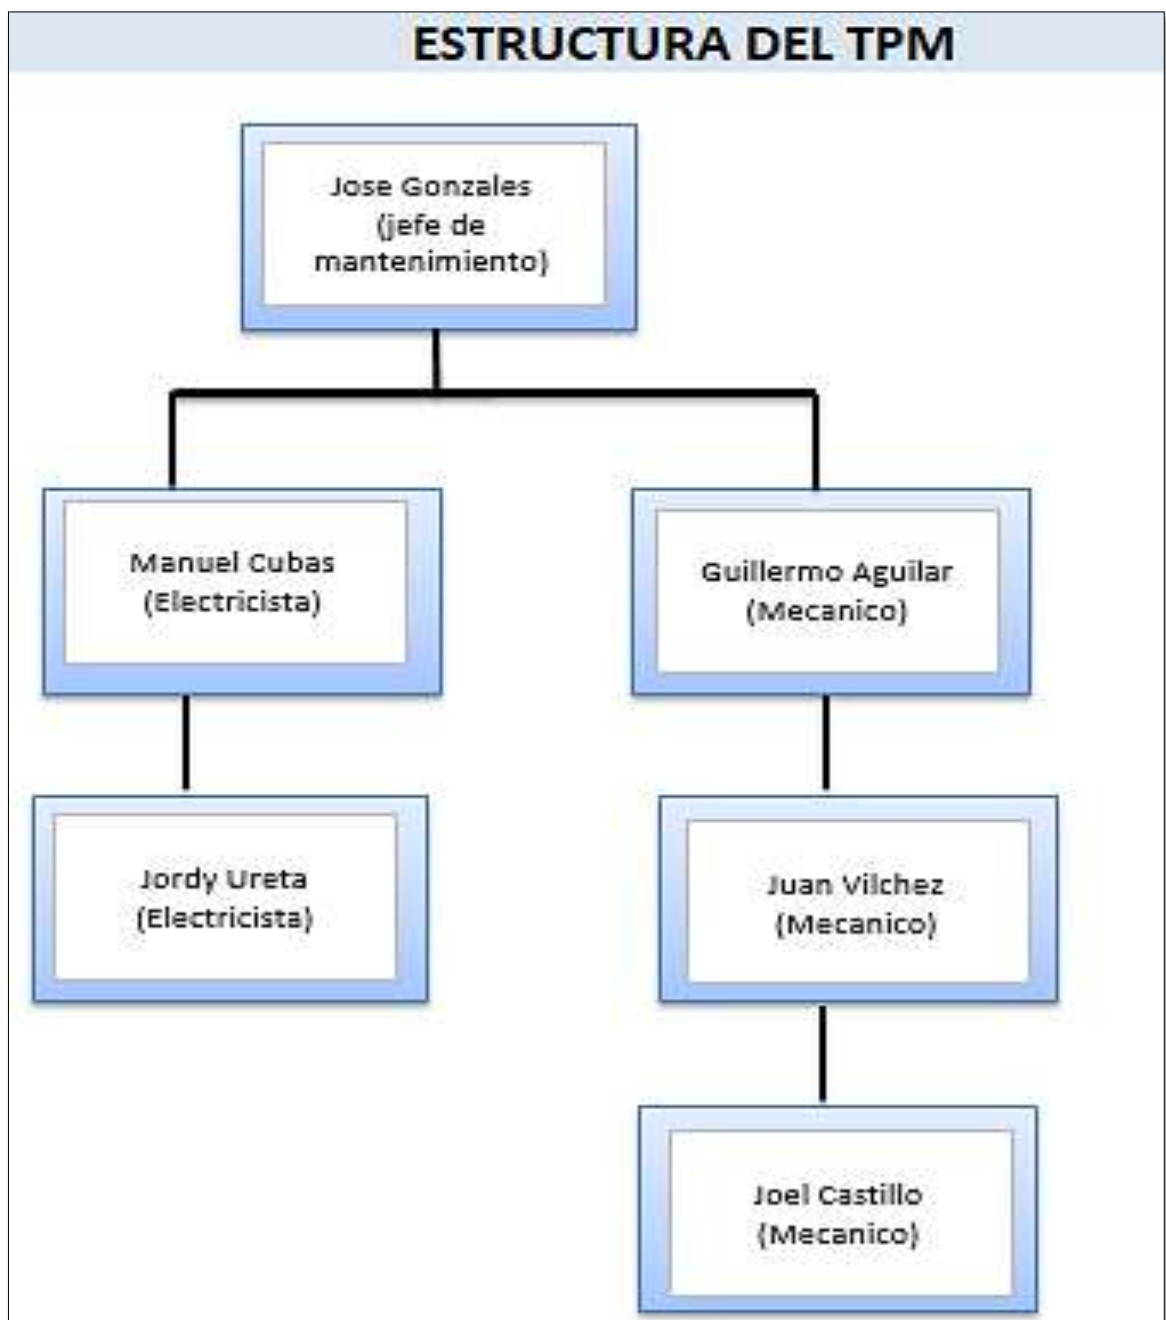 ESTRUCTURA DEL TPM
Jose Gonzales
(jefe de
mantenimiento)
Manuel Cubas
(Electricista)
Guillermo Aguilar
(Mecanico)
Jordy Ureta
(Electricista)
Juan Vilchez
(Mecanico)
Joel Castillo
(Mecanico)